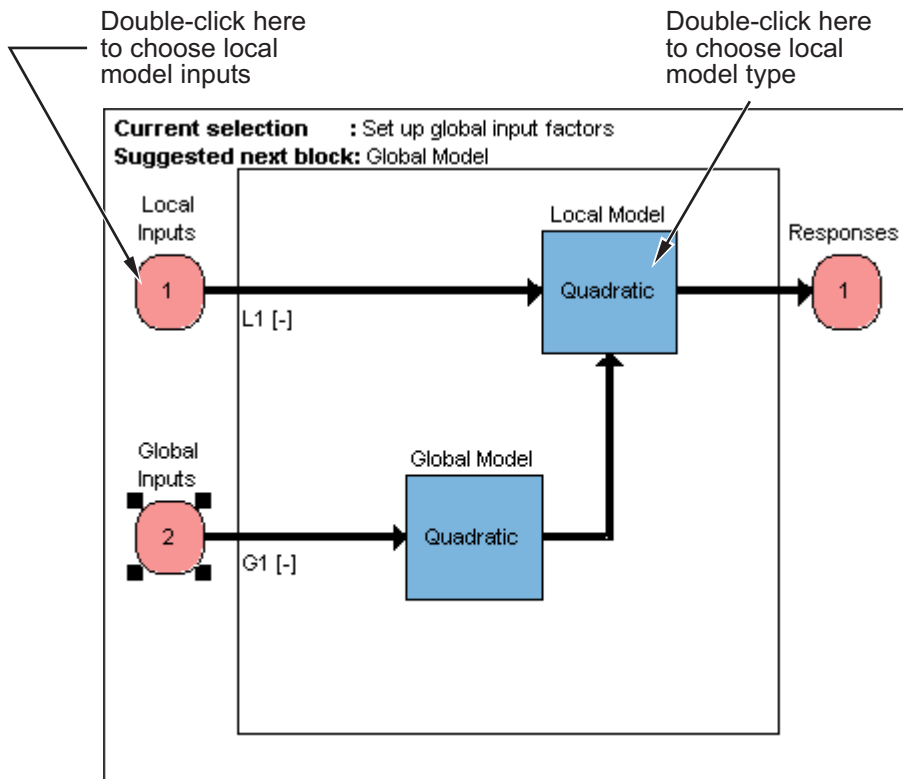 Double-click here
to choose local
model inputs
Double-click here
to choose local
model type
Current selection : Set up global input factors
Suggested next block: Global Model
Local
Inputs
1
L1 [-]
Local Model
Quadratic
Responses
1
Global
Inputs
2
G1 [-]
Global Model
Quadratic